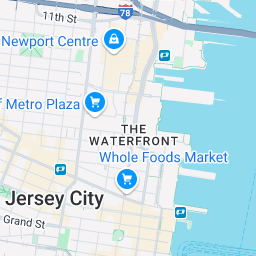 11th St
78
Newport Centre
f Metro Plaza
THE
WATERFRONT
Whole Foods Market
Jersey City
Grand St